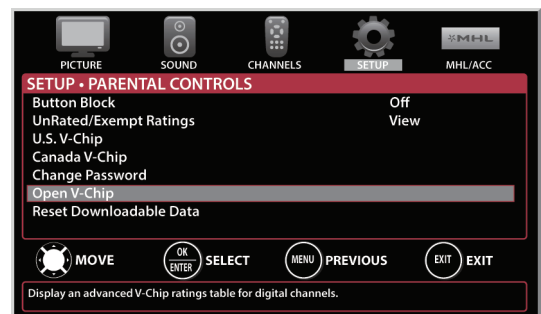 MHL
PICTURE SOUND CHANNELS SETUP MHL/ACC
SETUP • PARENTAL CONTROLS
Button Block Off
UnRated/Exempt Ratings View
U.S. V-Chip
Canada V-Chip
Change Password
Open V-Chip
Reset Downloadable Data
MOVE OK ENTER SELECT MENU PREVIOUS EXIT EXIT
Display an advanced V-Chip ratings table for digital channels.